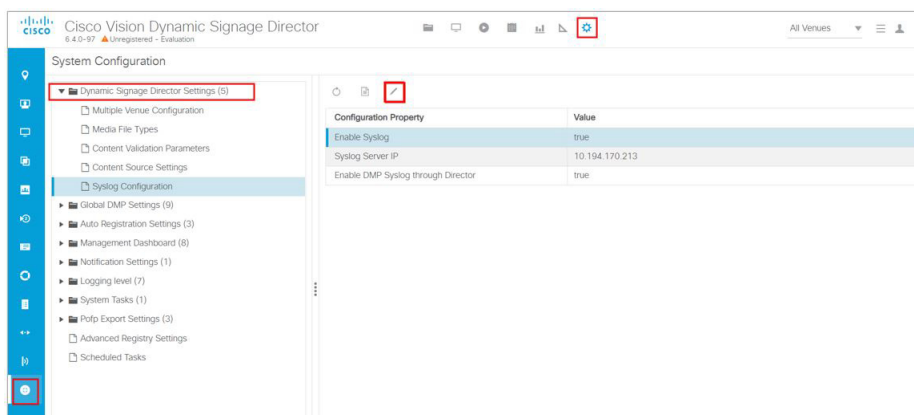 CISCO
Cisco Vision Dynamic Signage Director
6.4.0-97 Unregistered - Evaluation
All Venues
System Configuration
Dynamic Signage Director Settings (5)
Multiple Venue Configuration
Media File Types
Content Validation Parameters
Content Source Settings
Syslog Configuration
Global DMP Settings (9)
Auto Registration Settings (3)
Management Dashboard (8)
Notification Settings (1)
Logging level (7)
System Tasks (1)
Pofp Export Settings (3)
Advanced Registry Settings
Scheduled Tasks
Configuration Property Value
Enable Syslog true
Syslog Server IP 10.194.170.213
Enable DMP Syslog through Director true